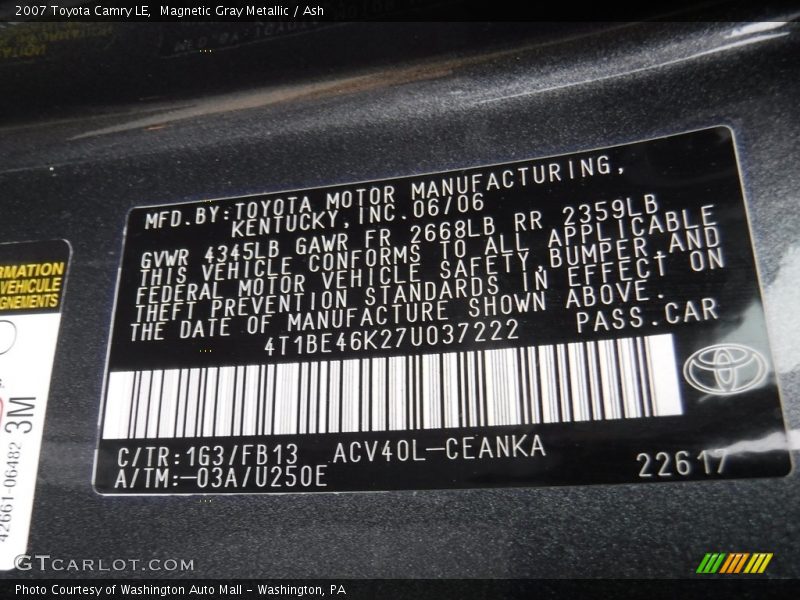 2007 Toyota Camry LE,  Magnetic Gray Metallic / Ash
MFD.BY:TOYOTA MOTOR MANUFACTURING,
KENTUCKY,INC.06/06
GVWR 4345LB GAWR FR 2668LB RR 2359LB
THIS VEHICLE CONFORMS TO ALL APPLICABLE
FEDERAL MOTOR VEHICLE SAFETY,BUMPER,AND
THEFT PREVENTION STANDARDS IN EFFECT ON
THE DATE OF MANUFACTURE SHOWN ABOVE.
4T1BE46K27U037222 PASS.CAR
C/TR:1G3/FB13 ACV40L-CEANKA
A/TM:-03A/U250E
22617
RMATION
VEHICULE
GNEMENTS
3M
42661-06482
GTCARLOT.COM
Photo Courtesy of Washington Auto Mall - Washington, PA